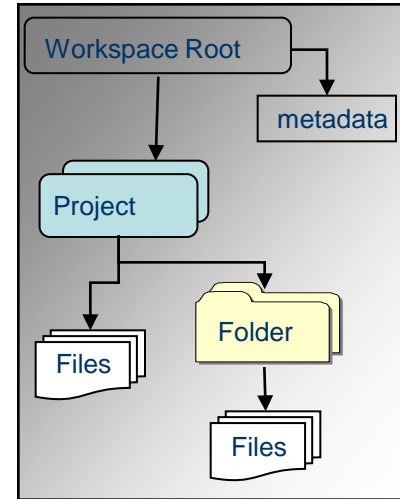 Workspace Root
metadata
Project
Folder
Files
Files